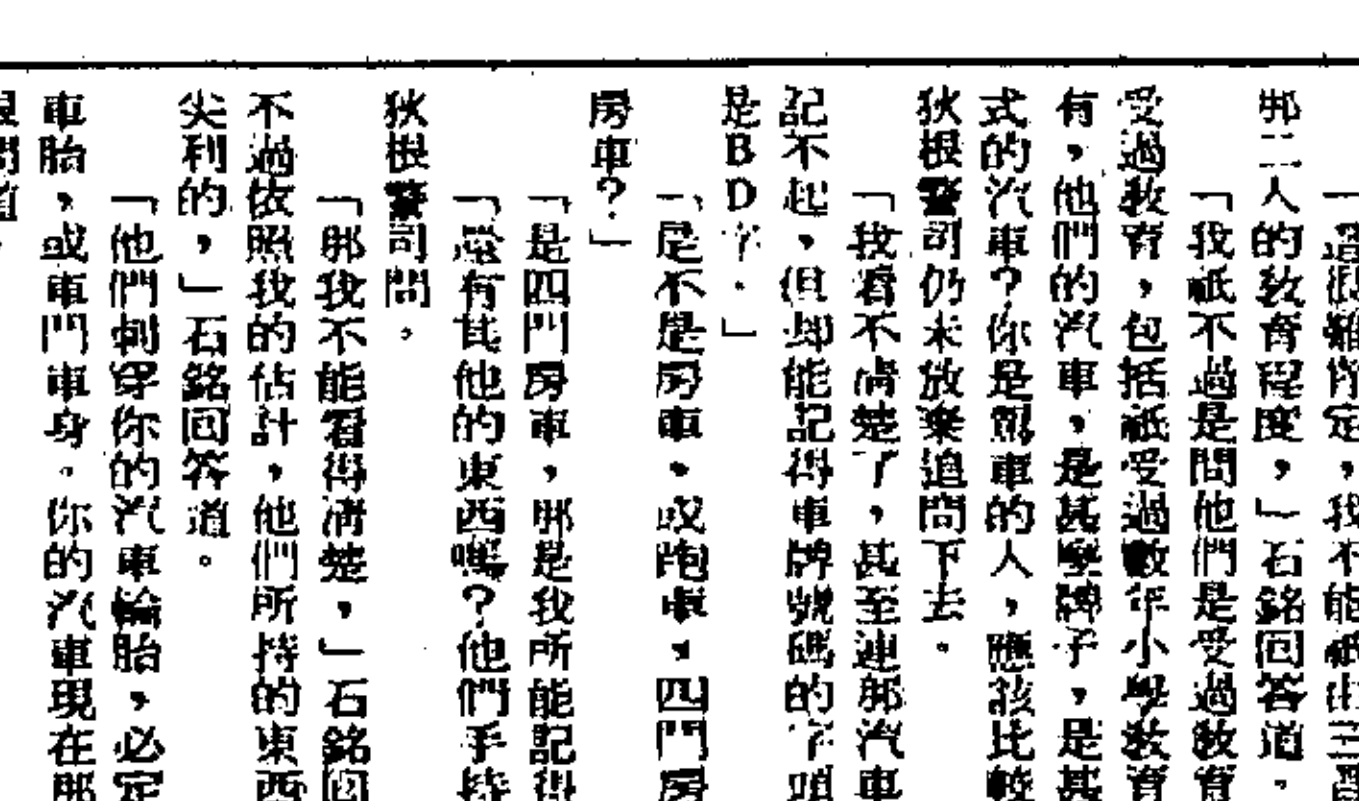 「這很難肯定，我不能祇由三
那二人的教育程度，」石銘回答道。
「我祇不過是問他們是受過教育
受過教育，包括祇受過數年小學教育
有，他們的汽車，是甚麼牌子，是甚
式的汽車？你是駕車的人，應該比較
狄根警司仍未放棄追問下去。
「我看不清楚了，甚至連那汽車
記不起，但却能記得車牌號碼的字頭
是BD字。」
「是不是房車，或跑車，四門房
房車？」
「是四門房車，那是我所能記得
「還有其他的東西嗎？他們手持
狄根警司問。
「那我不能看得清楚，」石銘回
不過依照我的估計，他們所持的東西
尖利的，」石銘回答道。
「他們刺穿你的汽車輪胎，必定
車胎，或車門車身。你的汽車現在那
根問道。